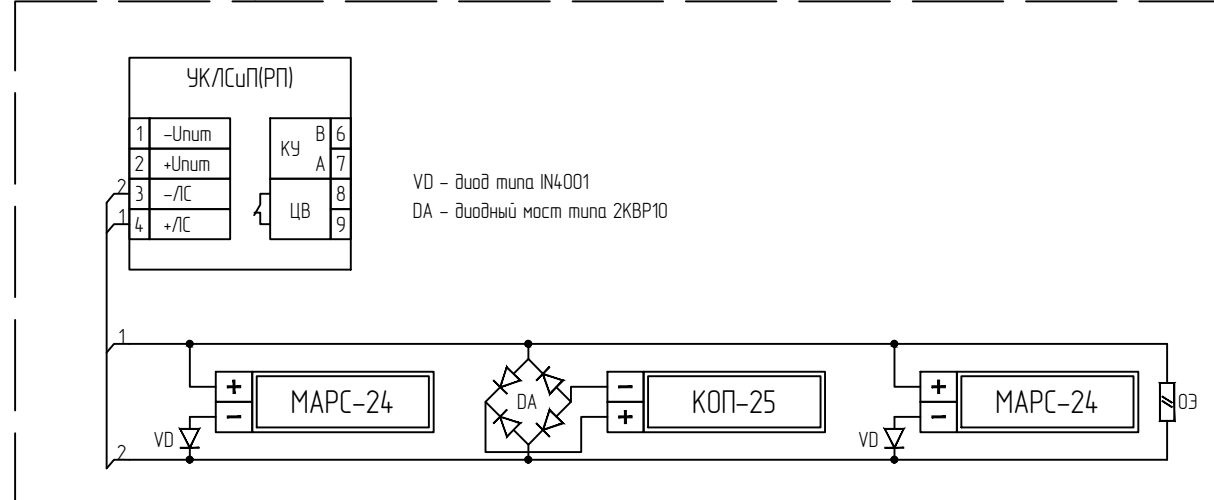 УК/ЛСиП(РП)
1 –Uпит
2 +Uпит
3 –ЛС
4 +ЛС
КУ
B 6
A 7
ЦВ
8
9
2
1
VD – диод типа IN4001
DA – диодный мост типа 2КВР10
1
+
–
МАРС–24
VD
DA
–
+
КОП–25
+
–
МАРС–24
VD
ОЭ
2